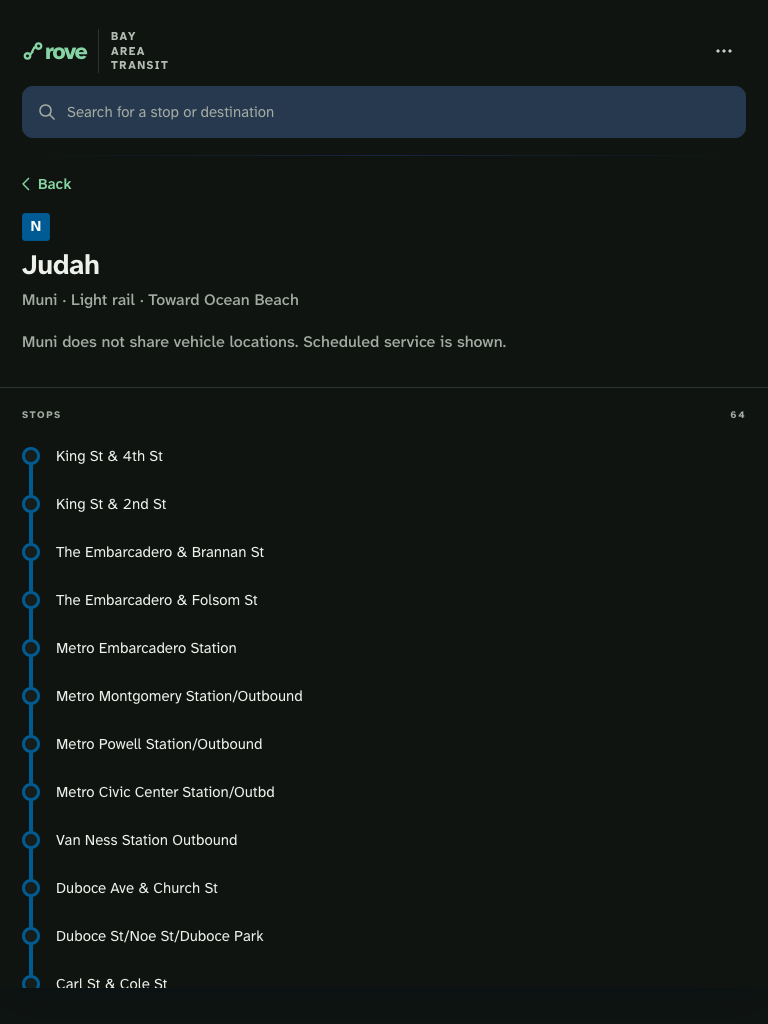 rove
BAY
AREA
TRANSIT
Search for a stop or destination
Back
N
Judah
Muni · Light rail · Toward Ocean Beach
Muni does not share vehicle locations. Scheduled service is shown.
STOPS 64
King St & 4th St
King St & 2nd St
The Embarcadero & Brannan St
The Embarcadero & Folsom St
Metro Embarcadero Station
Metro Montgomery Station/Outbound
Metro Powell Station/Outbound
Metro Civic Center Station/Outbd
Van Ness Station Outbound
Duboce Ave & Church St
Duboce St/Noe St/Duboce Park
Carl St & Cole St